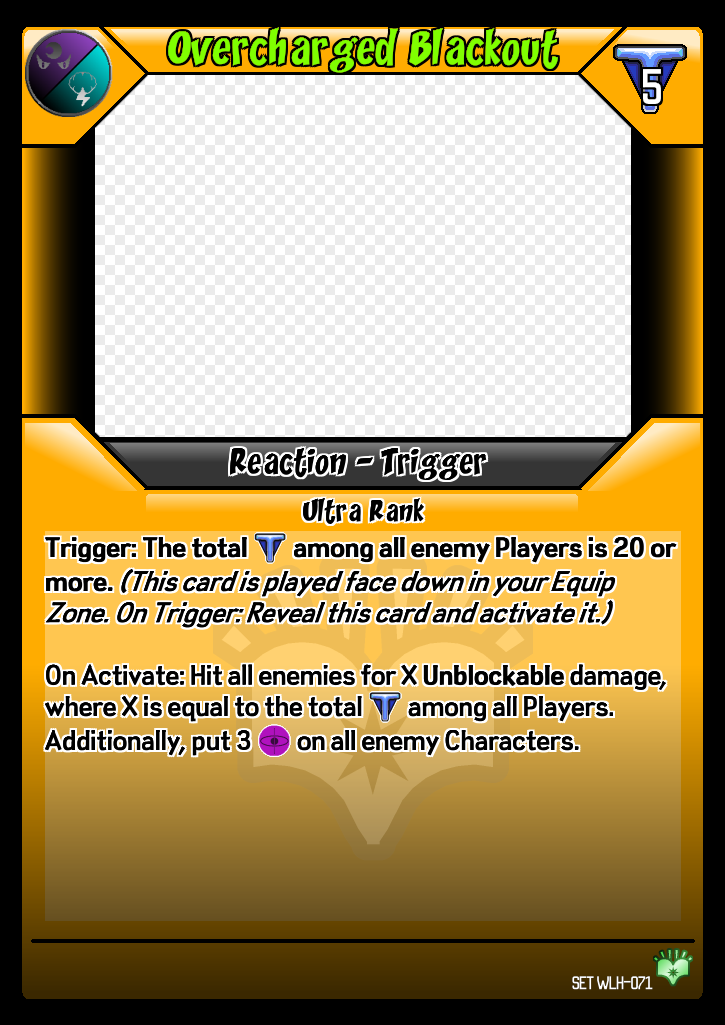 Overcharged Blackout
5
Reaction - Trigger
Ultra Rank
Trigger: The total T among all enemy Players is 20 or
more. (This card is played face down in your Equip
Zone. On Trigger: Reveal this card and activate it.)
On Activate: Hit all enemies for X Unblockable damage,
where X is equal to the total T among all Players.
Additionally, put 3 on all enemy Characters.
SET WLH-071